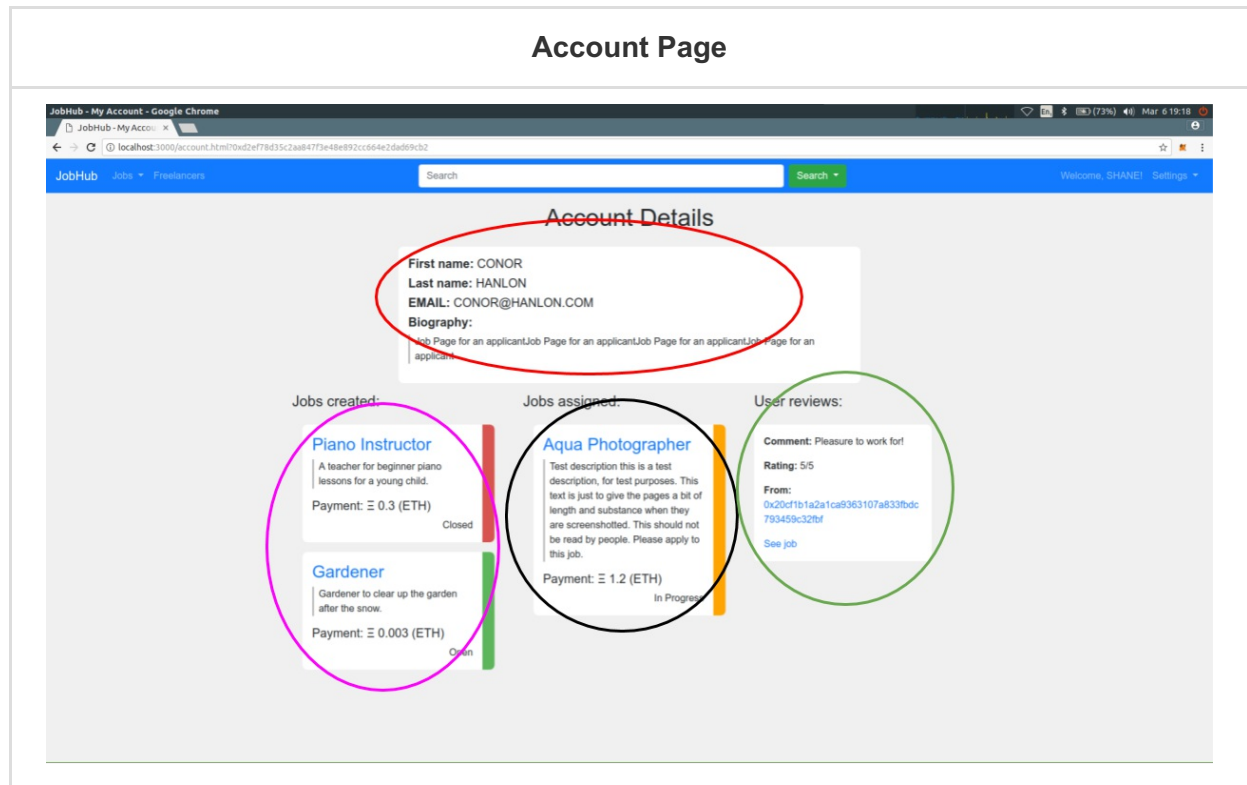 Account Page
JobHub - My Account - Google Chrome
En
(73%)
Mar 6 19:18
JobHub - My Accou
localhost:3000/account.html?0xd2ef78d35c2aa847f3e48e892cc664e2dad69cb2
JobHub Jobs Freelancers Search Search Welcome, SHANE! Settings
Account Details
First name: CONOR
Last name: HANLON
EMAIL: CONOR@HANLON.COM
Biography:
Job Page for an applicantJob Page for an applicantJob Page for an applicantJob Page for an
applicant
Jobs created:
Piano Instructor
A teacher for beginner piano
lessons for a young child.
Payment: Ξ 0.3 (ETH)
Closed
Gardener
Gardener to clear up the garden
after the snow.
Payment: Ξ 0.003 (ETH)
Open
Jobs assigned:
Aqua Photographer
Test description this is a test
description, for test purposes. This
text is just to give the pages a bit of
length and substance when they
are screenshotted. This should not
be read by people. Please apply to
this job.
Payment: Ξ 1.2 (ETH)
In Progress
User reviews:
Comment: Pleasure to work for!
Rating: 5/5
From:
0x20cf1b1a2a1ca9363107a833fbdc
793459c32fbf
See job